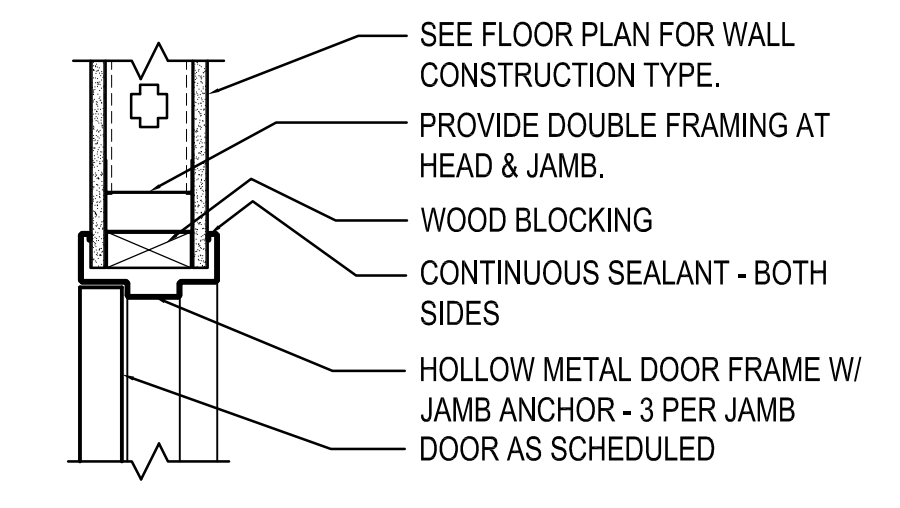 SEE FLOOR PLAN FOR WALL
CONSTRUCTION TYPE.
PROVIDE DOUBLE FRAMING AT
HEAD & JAMB.
WOOD BLOCKING
CONTINUOUS SEALANT - BOTH
SIDES
HOLLOW METAL DOOR FRAME W/
JAMB ANCHOR - 3 PER JAMB
DOOR AS SCHEDULED